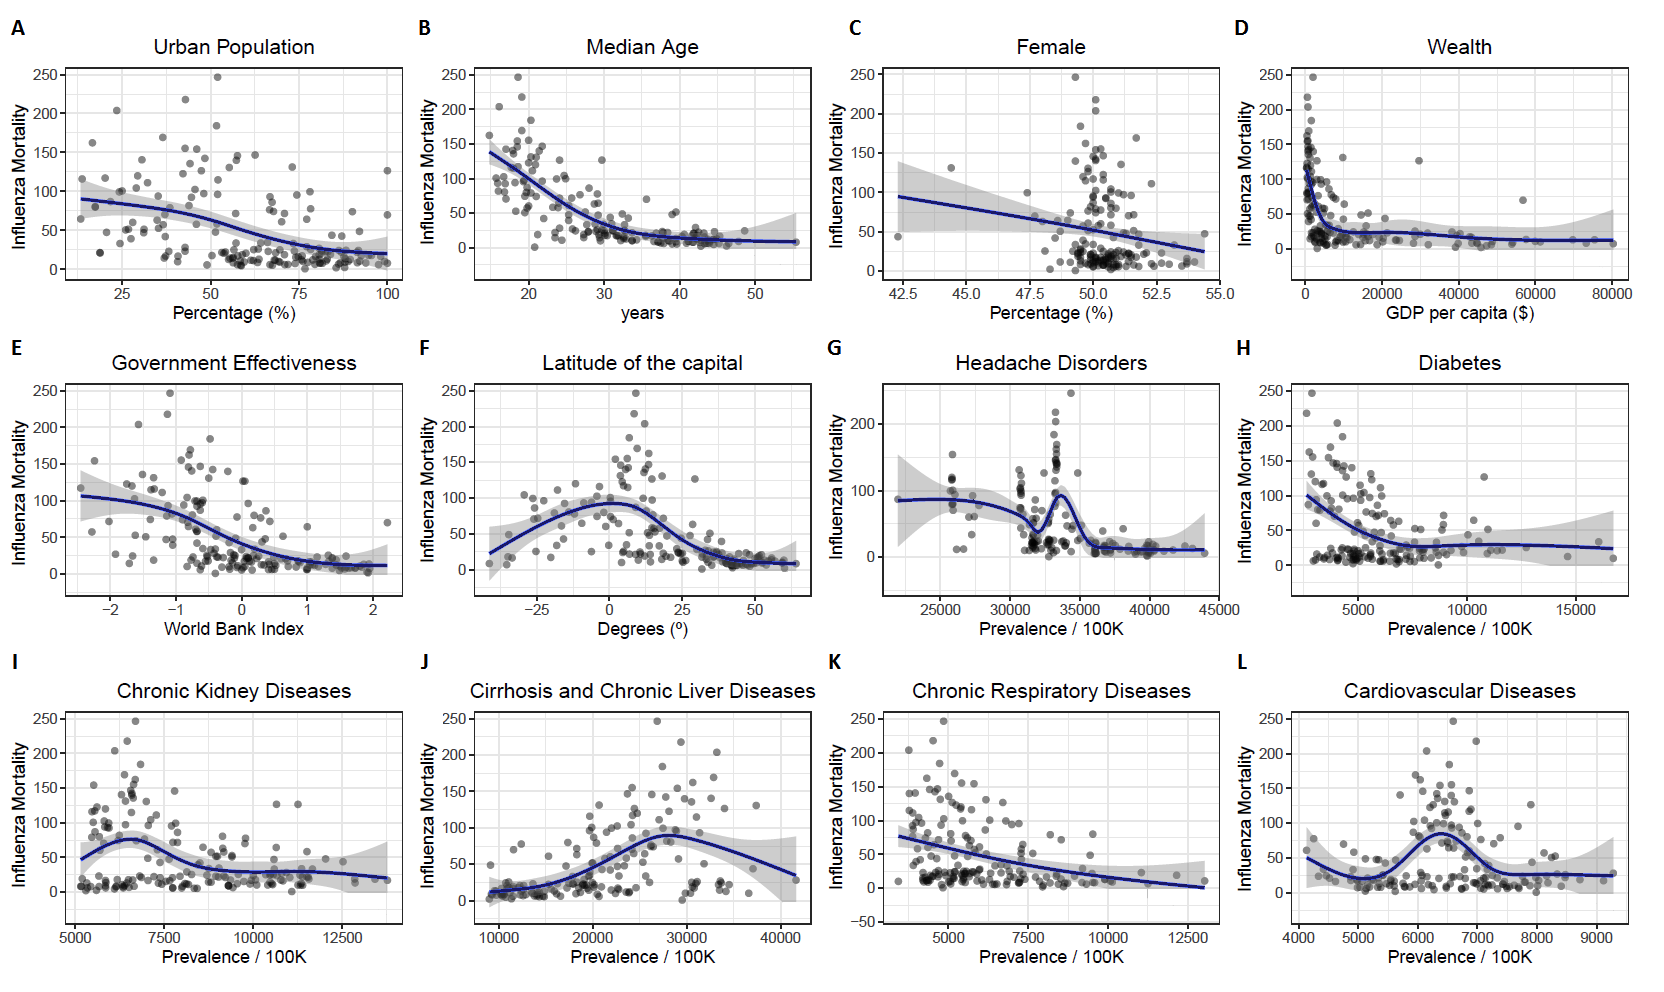 A
Urban Population
Influenza Mortality
250
200
150
100
50
0
25 50 75 100
Percentage (%)
B
Median Age
Influenza Mortality
250
200
150
100
50
0
20 30 40 50
years
C
Female
Influenza Mortality
250
200
150
100
50
0
42.5 45.0 47.5 50.0 52.5 55.0
Percentage (%)
D
Wealth
Influenza Mortality
250
200
150
100
50
0
0 20000 40000 60000 80000
GDP per capita ($)
E
Government Effectiveness
Influenza Mortality
250
200
150
100
50
0
−2 −1 0 1 2
World Bank Index
F
Latitude of the capital
Influenza Mortality
250
200
150
100
50
0
−25 0 25 50
Degrees (º)
G
Headache Disorders
Influenza Mortality
200
100
0
25000 30000 35000 40000 45000
Prevalence / 100K
H
Diabetes
Influenza Mortality
250
200
150
100
50
0
5000 10000 15000
Prevalence / 100K
I
Chronic Kidney Diseases
Influenza Mortality
250
200
150
100
50
0
5000 7500 10000 12500
Prevalence / 100K
J
Cirrhosis and Chronic Liver Diseases
Influenza Mortality
250
200
150
100
50
0
10000 20000 30000 40000
Prevalence / 100K
K
Chronic Respiratory Diseases
Influenza Mortality
250
200
150
100
50
0
−50
5000 7500 10000 12500
Prevalence / 100K
L
Cardiovascular Diseases
Influenza Mortality
250
200
150
100
50
0
4000 5000 6000 7000 8000 9000
Prevalence / 100K